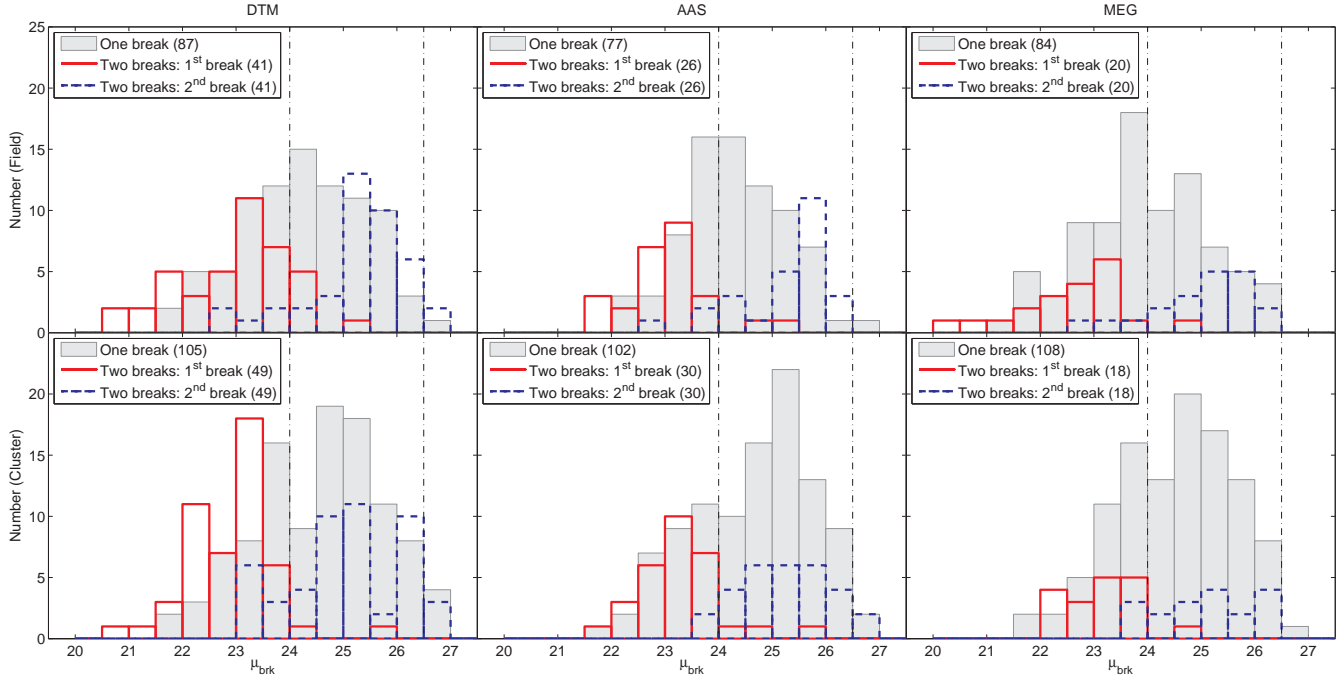 DTM AAS MEG
25
20
15
10
5
0
Number (Field)
One break (87)
Two breaks: 1st break (41)
Two breaks: 2nd break (41)
One break (77)
Two breaks: 1st break (26)
Two breaks: 2nd break (26)
One break (84)
Two breaks: 1st break (20)
Two breaks: 2nd break (20)
20
15
10
5
0
Number (Cluster)
One break (105)
Two breaks: 1st break (49)
Two breaks: 2nd break (49)
One break (102)
Two breaks: 1st break (30)
Two breaks: 2nd break (30)
One break (108)
Two breaks: 1st break (18)
Two breaks: 2nd break (18)
20 21 22 23 24 25 26 27 20 21 22 23 24 25 26 27 20 21 22 23 24 25 26 27
μbrk μbrk μbrk